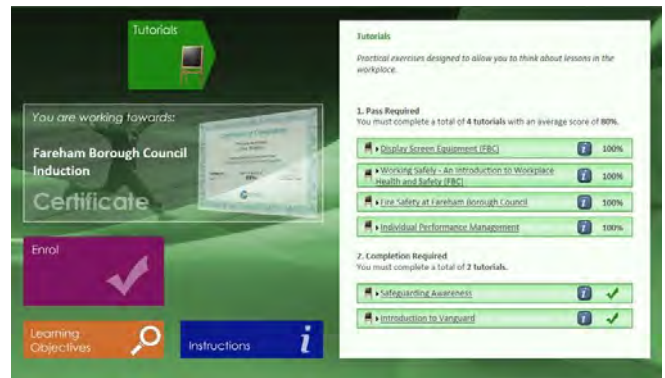 Tutorials
You are working towards:
Fareham Borough Council
Induction
Certificate
Enrol
Learning
Objectives
Instructions
Tutorials
Practical exercises designed to allow you to think about lessons in the
workplace.
1. Pass Required
You must complete a total of 4 tutorials with an average score of 80%.
Display Screen Equipment (FBC) 100%
Working Safely - An Introduction to Workplace
Health and Safety (FBC) 100%
Fire Safety at Fareham Borough Council 100%
Individual Performance Management 100%
2. Completion Required
You must complete a total of 2 tutorials.
Safeguarding Awareness
Introduction to Vanguard